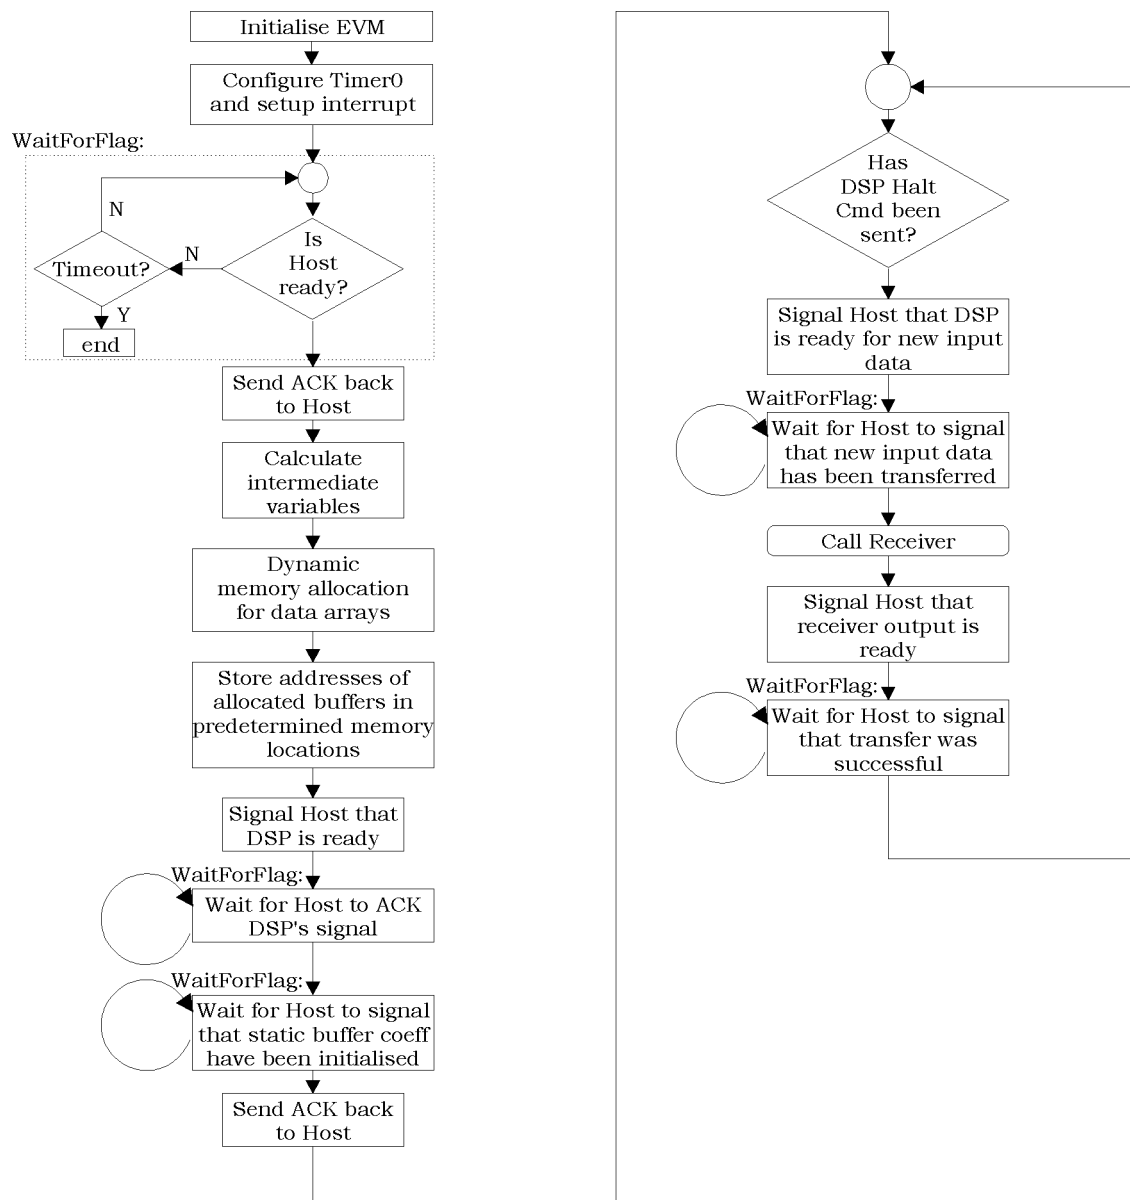 Initialise EVM
Configure Timer0
and setup interrupt
WaitForFlag:
N
Is
Host
ready?
N
Timeout?
Y
end
Send ACK back
to Host
Calculate
intermediate
variables
Dynamic
memory allocation
for data arrays
Store addresses of
allocated buffers in
predetermined memory
locations
Signal Host that
DSP is ready
WaitForFlag:
Wait for Host to ACK
DSP's signal
WaitForFlag:
Wait for Host to signal
that static buffer coeff
have been initialised
Send ACK back
to Host
Has
DSP Halt
Cmd been
sent?
Signal Host that DSP
is ready for new input
data
WaitForFlag:
Wait for Host to signal
that new input data
has been transferred
Call Receiver
Signal Host that
receiver output is
ready
WaitForFlag:
Wait for Host to signal
that transfer was
successful